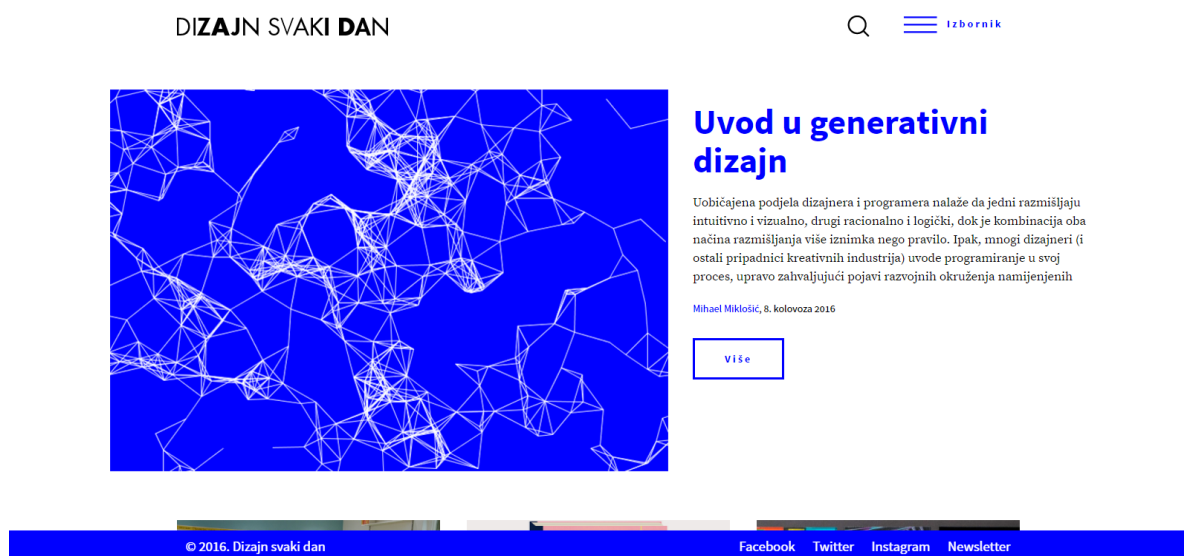 DIZAJN SVAKI DAN
Izbornik
Uvod u generativni
dizajn
Uobičajena podjela dizajnera i programera nalaže da jedni razmišljaju
intuitivno i vizualno, drugi racionalno i logički, dok je kombinacija oba
načina razmišljanja više iznimka nego pravilo. Ipak, mnogi dizajneri (i
ostali pripadnici kreativnih industrija) uvode programiranje u svoj
proces, upravo zahvaljujući pojavi razvojnih okruženja namijenjenih
Mihael Miklošić, 8. kolovoza 2016
Više
© 2016. Dizajn svaki dan
Facebook Twitter Instagram Newsletter